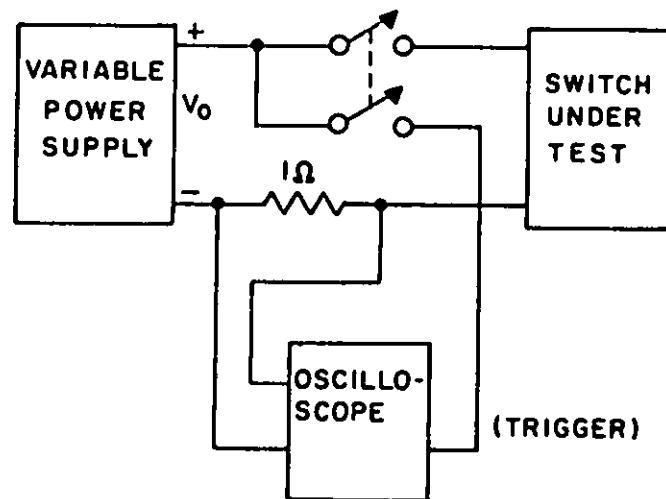 VARIABLE
POWER
SUPPLY
+
V₀
−
1Ω
SWITCH
UNDER
TEST
OSCILLO-
SCOPE
(TRIGGER)